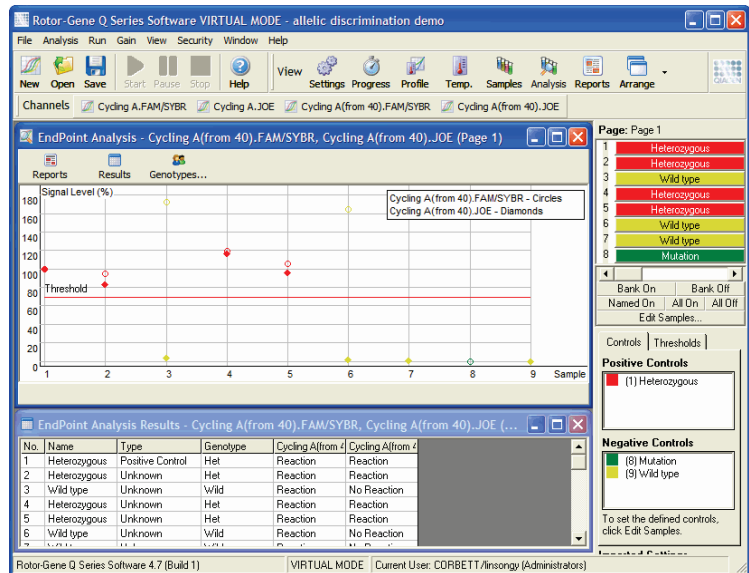 Rotor-Gene Q Series Software VIRTUAL MODE - allelic discrimination demo
File Analysis Run Gain View Security Window Help
New Open Save Start Pause Stop Help View Settings Progress Profile Temp. Samples Analysis Reports Arrange
Channels Cycling A.FAM/SYBR Cycling A.JOE Cycling A(from 40).FAM/SYBR Cycling A(from 40).JOE
EndPoint Analysis - Cycling A(from 40).FAM/SYBR, Cycling A(from 40).JOE (Page 1)
Reports Results Genotypes...
Signal Level (%)
Cycling A(from 40).FAM/SYBR - Circles
Cycling A(from 40).JOE - Diamonds
180
160
140
120
100
80
60
40
20
0
Threshold
1 2 3 4 5 6 7 8 9 Sample
EndPoint Analysis Results - Cycling A(from 40).FAM/SYBR, Cycling A(from 40).JOE (...
No. Name Type Genotype Cycling A(from 4 Cycling A(from 4
1 Heterozygous Positive Control Het Reaction Reaction
2 Heterozygous Unknown Het Reaction Reaction
3 Wild type Unknown Wild Reaction No Reaction
4 Heterozygous Unknown Het Reaction Reaction
5 Heterozygous Unknown Het Reaction Reaction
6 Wild type Unknown Wild Reaction No Reaction
Page: Page 1
1 Heterozygous
2 Heterozygous
3 Wild type
4 Heterozygous
5 Heterozygous
6 Wild type
7 Wild type
8 Mutation
Bank On Bank Off
Named On All On All Off
Edit Samples...
Controls Thresholds
Positive Controls
(1) Heterozygous
Negative Controls
(8) Mutation
(9) Wild type
To set the defined controls,
click Edit Samples.
Imported Settings
Rotor-Gene Q Series Software 4.7 (Build 1) VIRTUAL MODE Current User: CORBETT/linsongy (Administrators)